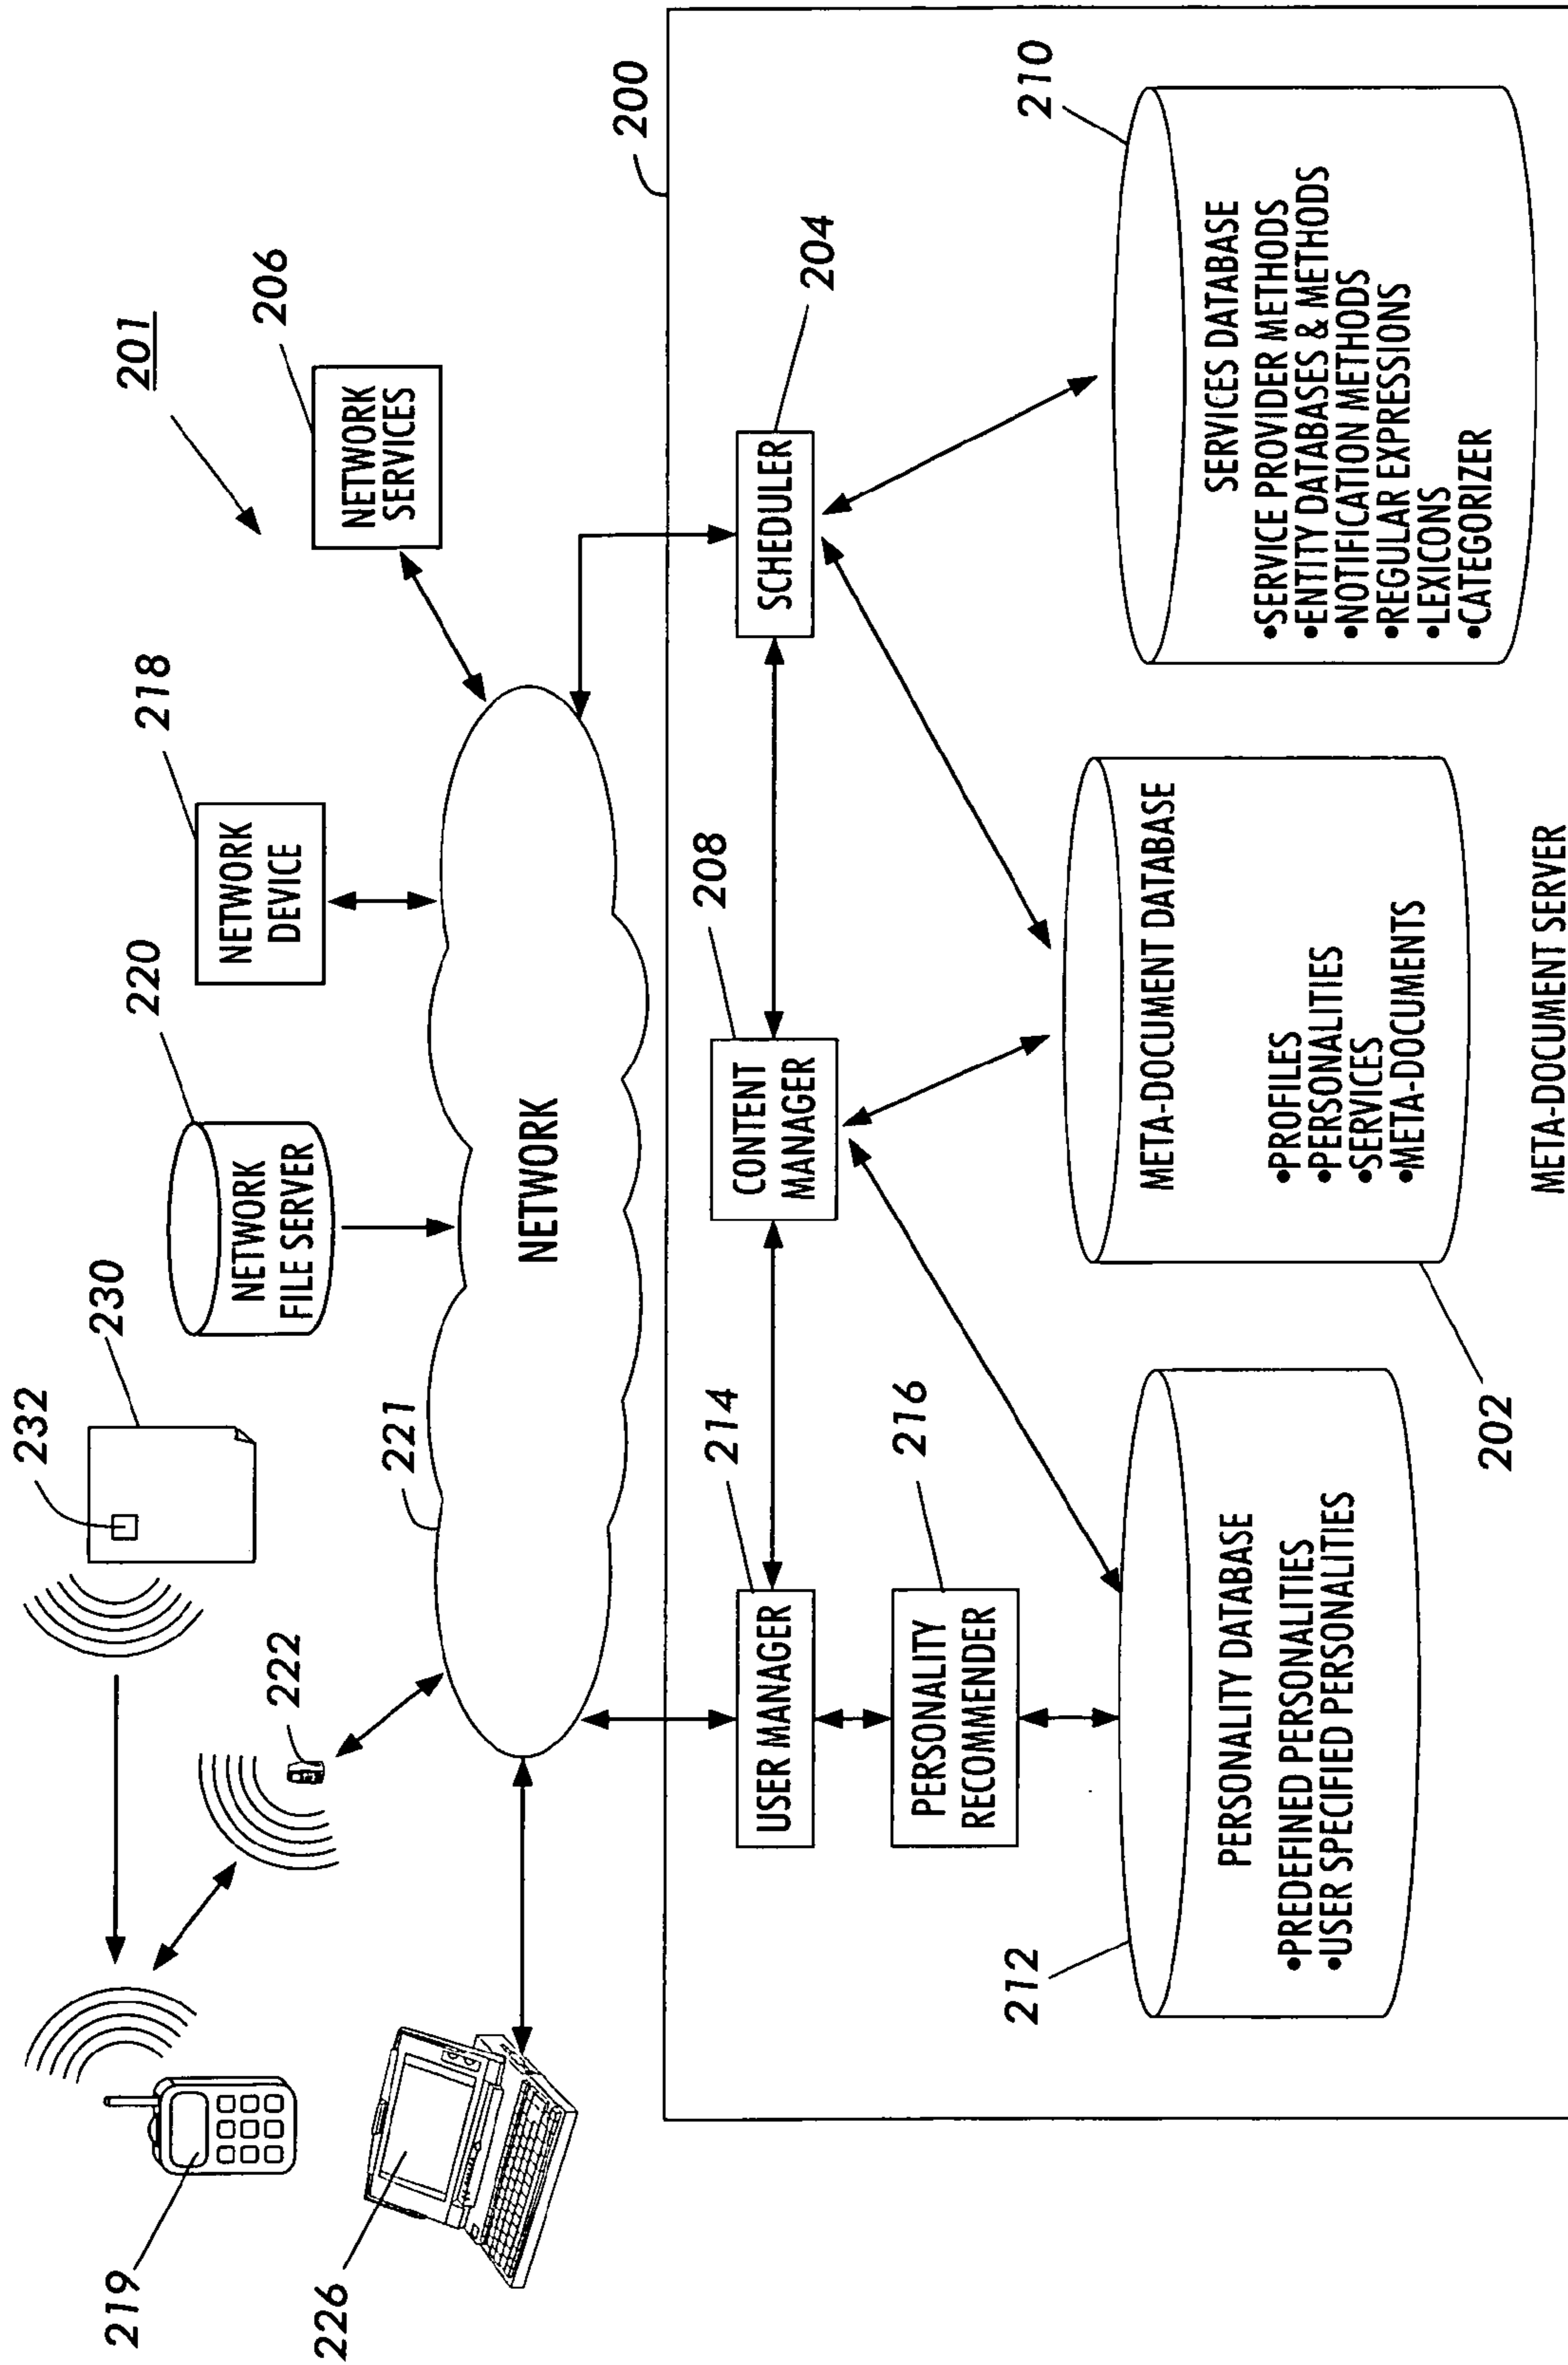 201
232
230
220
218
206
219
222
226
221
NETWORK
FILE SERVER
NETWORK
DEVICE
NETWORK
SERVICES
NETWORK
200
214
208
204
USER MANAGER
CONTENT
MANAGER
SCHEDULER
216
PERSONALITY
RECOMMENDER
212
210
PERSONALITY DATABASE
•PREDEFINED PERSONALITIES
•USER SPECIFIED PERSONALITIES
META-DOCUMENT DATABASE
•PROFILES
•PERSONALITIES
•SERVICES
•META-DOCUMENTS
SERVICES DATABASE
•SERVICE PROVIDER METHODS
•ENTITY DATABASES & METHODS
•NOTIFICATION METHODS
•REGULAR EXPRESSIONS
•LEXICONS
•CATEGORIZER
202
META-DOCUMENT SERVER